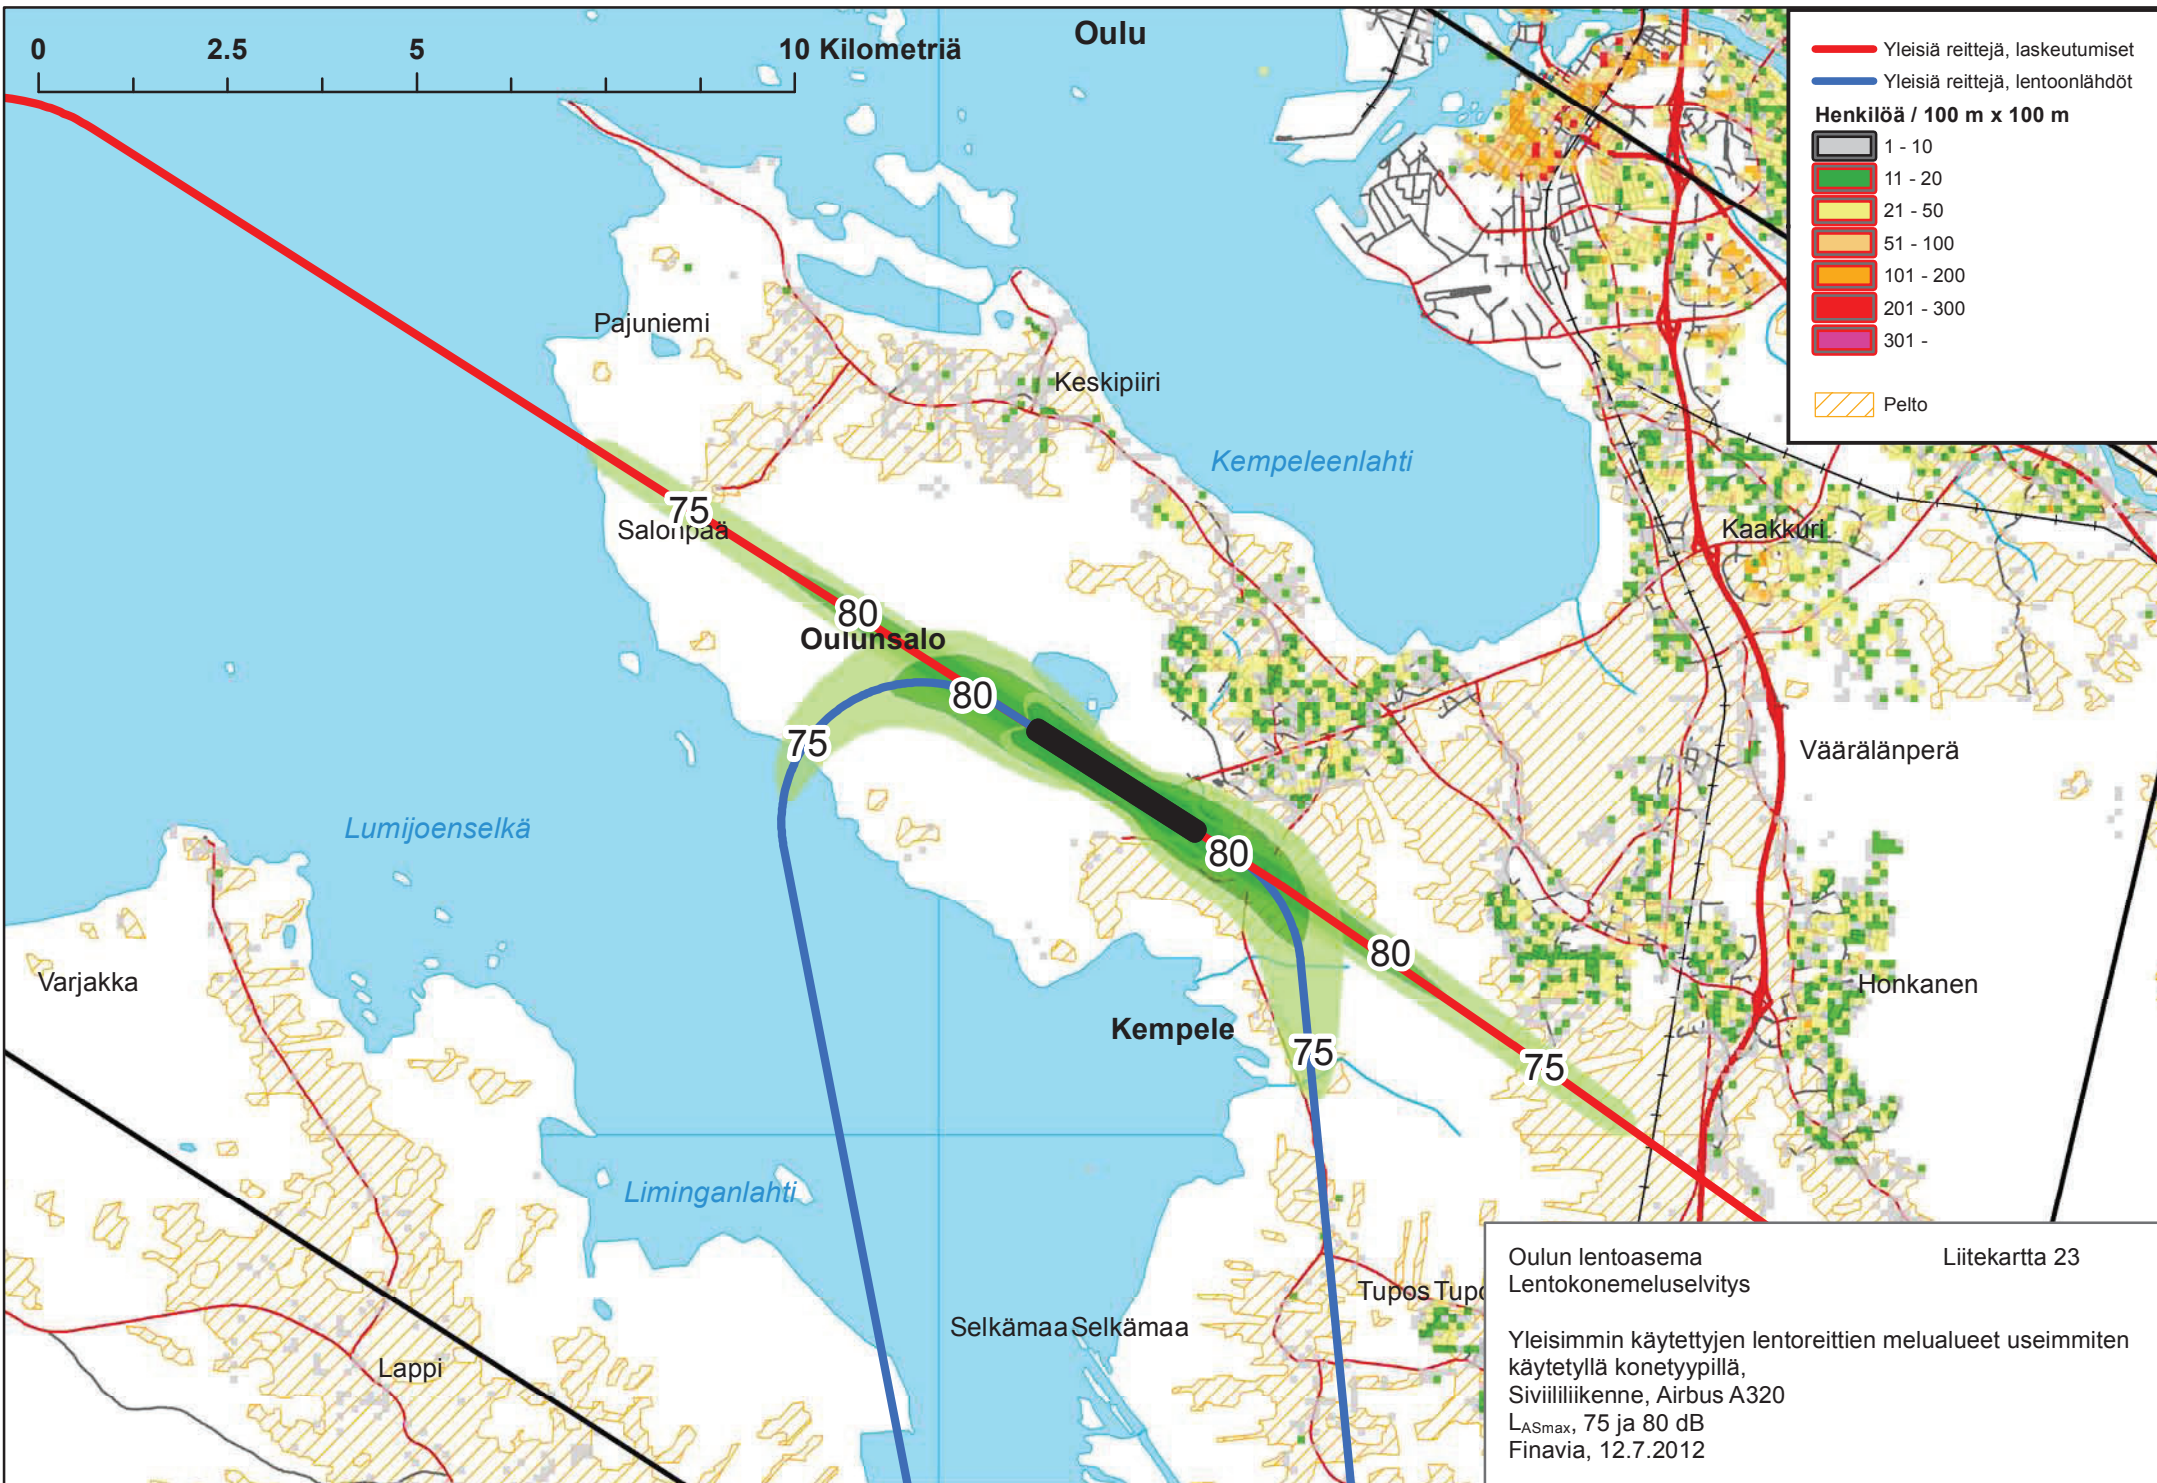 0 2.5 5 10 Kilometriä
Oulu
Yleisiä reittejä, laskeutumiset
Yleisiä reittejä, lentoonlähdöt
Henkilöä / 100 m x 100 m
1 - 10
11 - 20
21 - 50
51 - 100
101 - 200
201 - 300
301 -
Pelto
Pajuniemi
Keskipiiri
Kempeleenlahti
75
Salonpää
Kaakkuri
80
Oulunsalo
80
75
Väärälänperä
Lumijoenselkä
80
80
Varjakka
Honkanen
Kempele
75
75
Liminganlahti
Tupos Tupo
Selkämaa Selkämaa
Lappi
Oulun lentoasema Liitekartta 23
Lentokonemeluselvitys
Yleisimmin käytettyjen lentoreittien melualueet useimmiten
käytetyllä konetyypillä,
Siviililiikenne, Airbus A320
LASmax, 75 ja 80 dB
Finavia, 12.7.2012